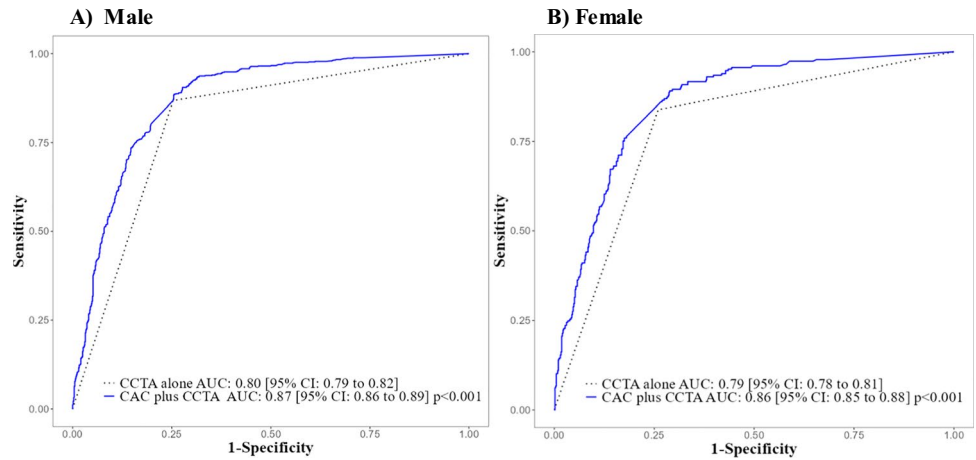 A) Male
1.00
0.75
0.50
0.25
0.00
Sensitivity
CCTA alone AUC: 0.80 [95% CI: 0.79 to 0.82]
CAC plus CCTA AUC: 0.87 [95% CI: 0.86 to 0.89] p<0.001
0.00 0.25 0.50 0.75 1.00
1-Specificity
B) Female
1.00
0.75
0.50
0.25
0.00
Sensitivity
CCTA alone AUC: 0.79 [95% CI: 0.78 to 0.81]
CAC plus CCTA AUC: 0.86 [95% CI: 0.85 to 0.88] p<0.001
0.00 0.25 0.75 1.00
1-Specificity